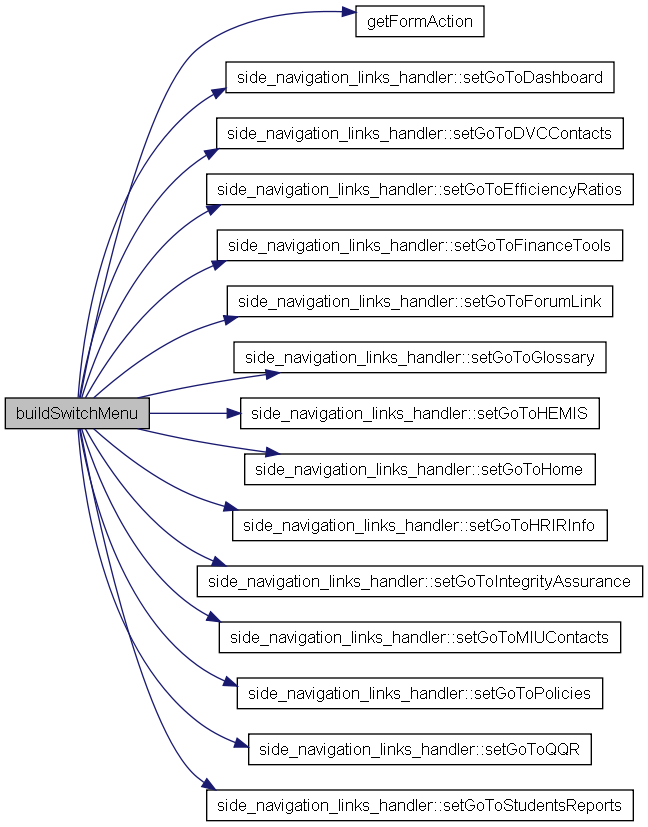 getFormAction
side_navigation_links_handler::setGoToDashboard
side_navigation_links_handler::setGoToDVCContacts
side_navigation_links_handler::setGoToEfficiencyRatios
side_navigation_links_handler::setGoToFinanceTools
side_navigation_links_handler::setGoToForumLink
side_navigation_links_handler::setGoToGlossary
buildSwitchMenu
side_navigation_links_handler::setGoToHEMIS
side_navigation_links_handler::setGoToHome
side_navigation_links_handler::setGoToHRIRInfo
side_navigation_links_handler::setGoToIntegrityAssurance
side_navigation_links_handler::setGoToMIUContacts
side_navigation_links_handler::setGoToPolicies
side_navigation_links_handler::setGoToQQR
side_navigation_links_handler::setGoToStudentsReports